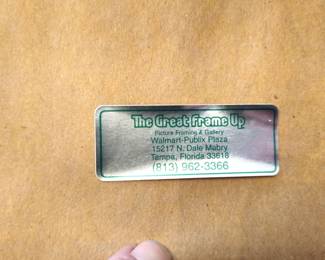 The Great Frame Up
Picture Framing & Gallery
Walmart-Publix Plaza
15217 N. Dale Mabry
Tampa, Florida 33618
(813) 962-3366